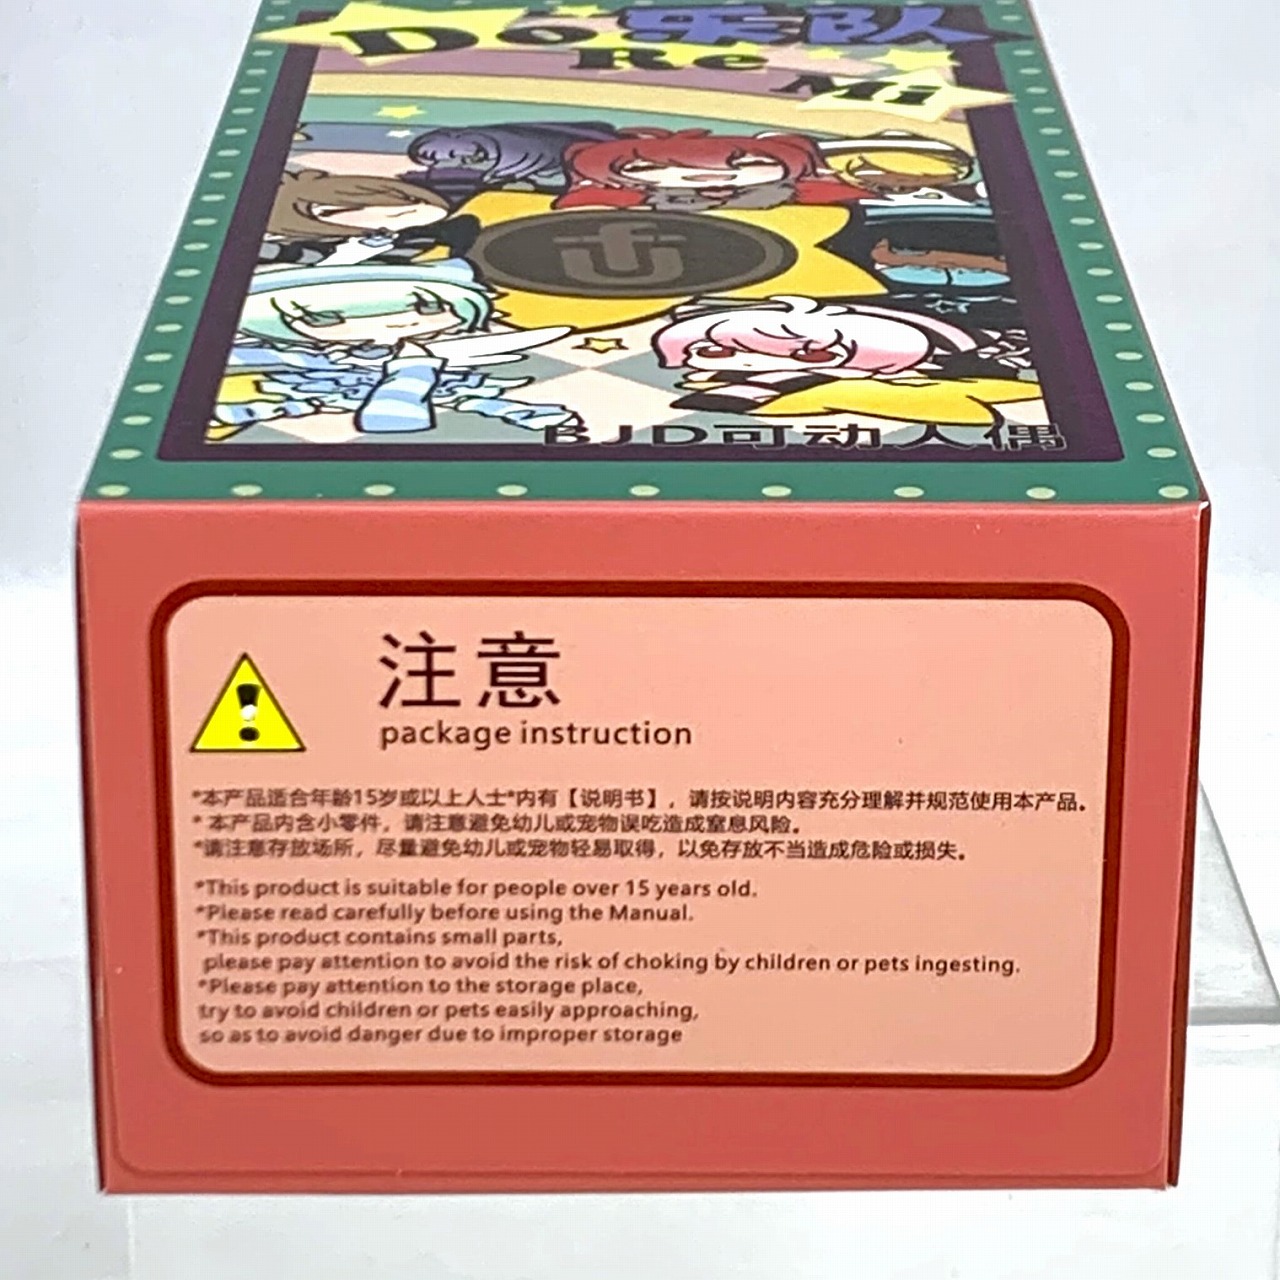 Do乐队
Re
Mi
BJD可动人偶
注意
package instruction
*本产品适合年龄15岁或以上人士*内有【说明书】，请按说明内容充分理解并规范使用本产品。
* 本产品内含小零件，请注意避免幼儿或宠物误吃造成窒息风险。
*请注意存放场所，尽量避免幼儿或宠物轻易取得，以免存放不当造成危险或损失。
*This product is suitable for people over 15 years old.
*Please read carefully before using the Manual.
*This product contains small parts,
please pay attention to avoid the risk of choking by children or pets ingesting.
*Please pay attention to the storage place,
try to avoid children or pets easily approaching,
so as to avoid danger due to improper storage